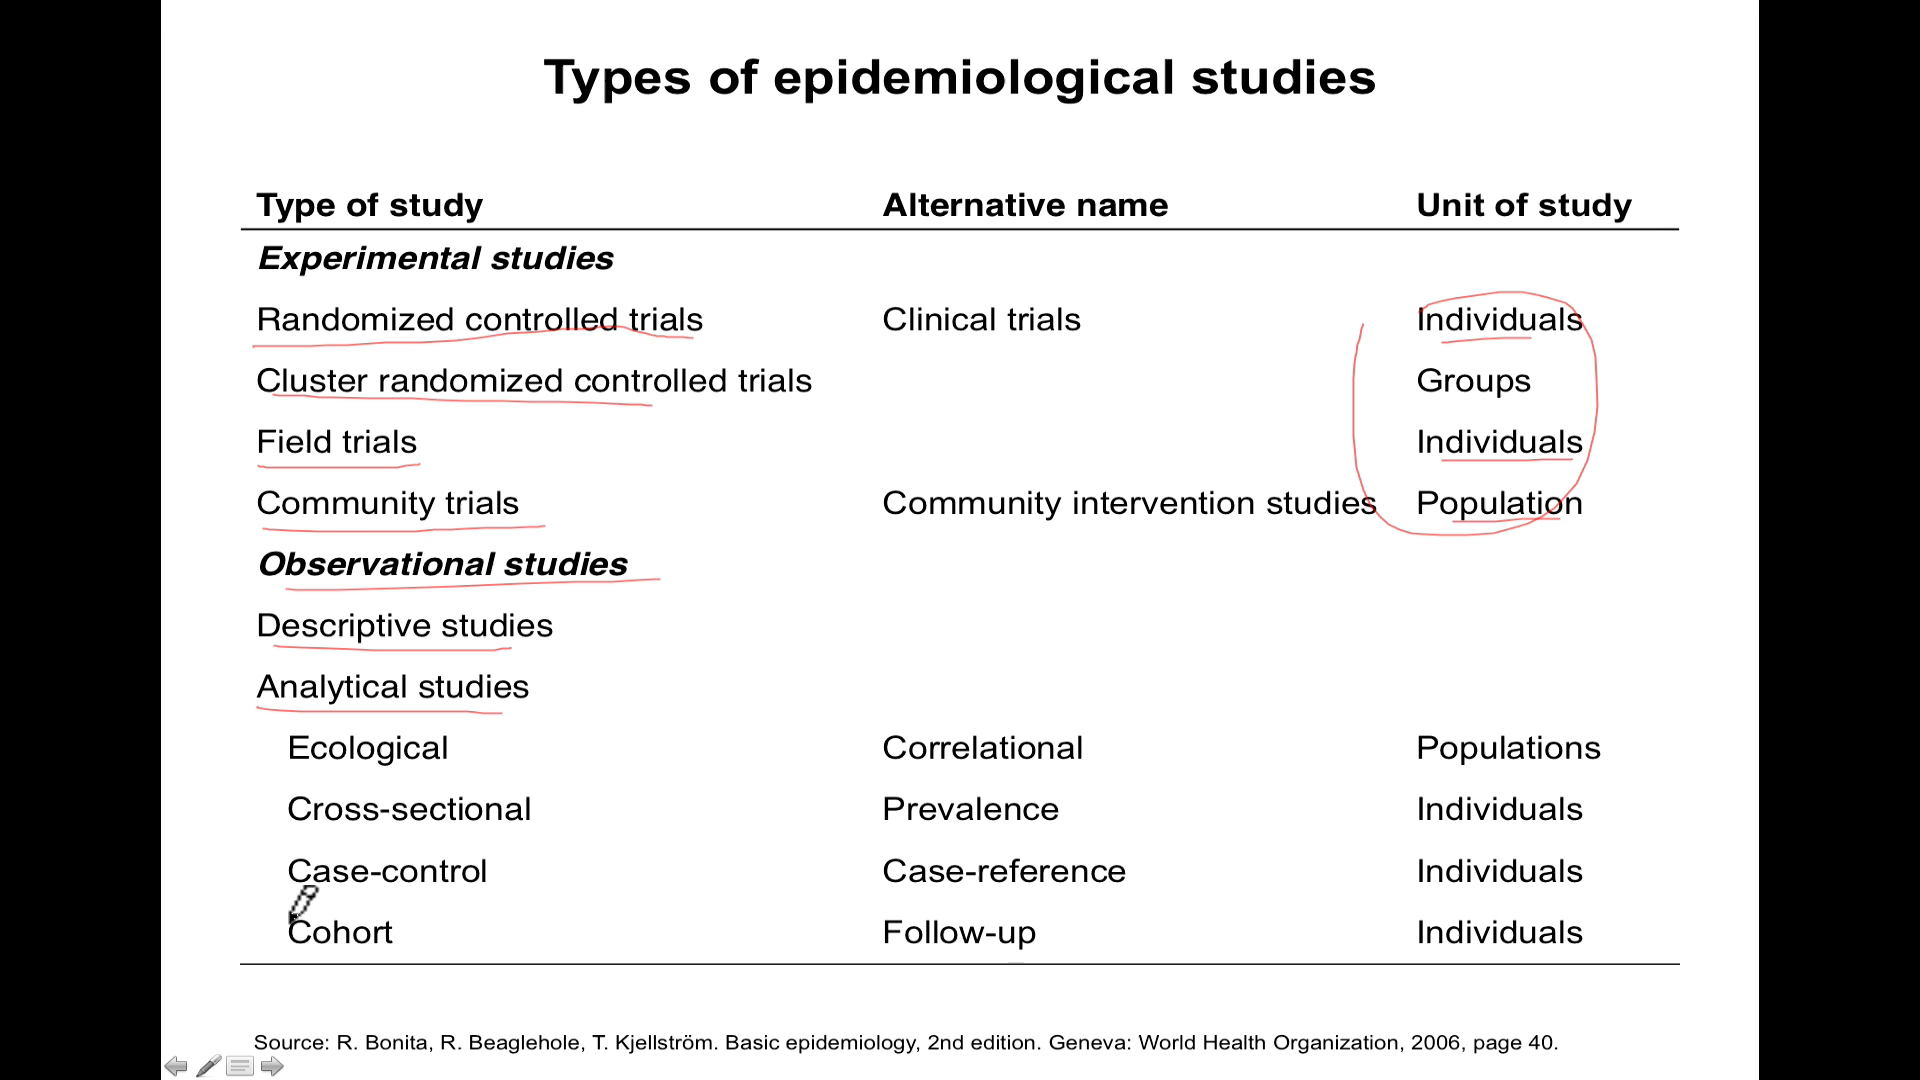 Types of epidemiological studies
Type of study Alternative name Unit of study
Experimental studies
Randomized controlled trials Clinical trials Individuals
Cluster randomized controlled trials Groups
Field trials Individuals
Community trials Community intervention studies Population
Observational studies
Descriptive studies
Analytical studies
Ecological Correlational Populations
Cross-sectional Prevalence Individuals
Case-control Case-reference Individuals
Cohort Follow-up Individuals
Source: R. Bonita, R. Beaglehole, T. Kjellström. Basic epidemiology, 2nd edition. Geneva: World Health Organization, 2006, page 40.